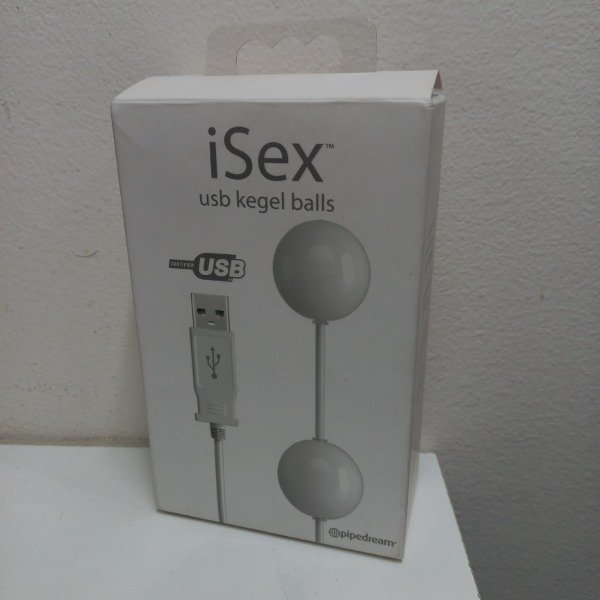 iSex™
usb kegel balls
CERTIFIED USB
pipedream®